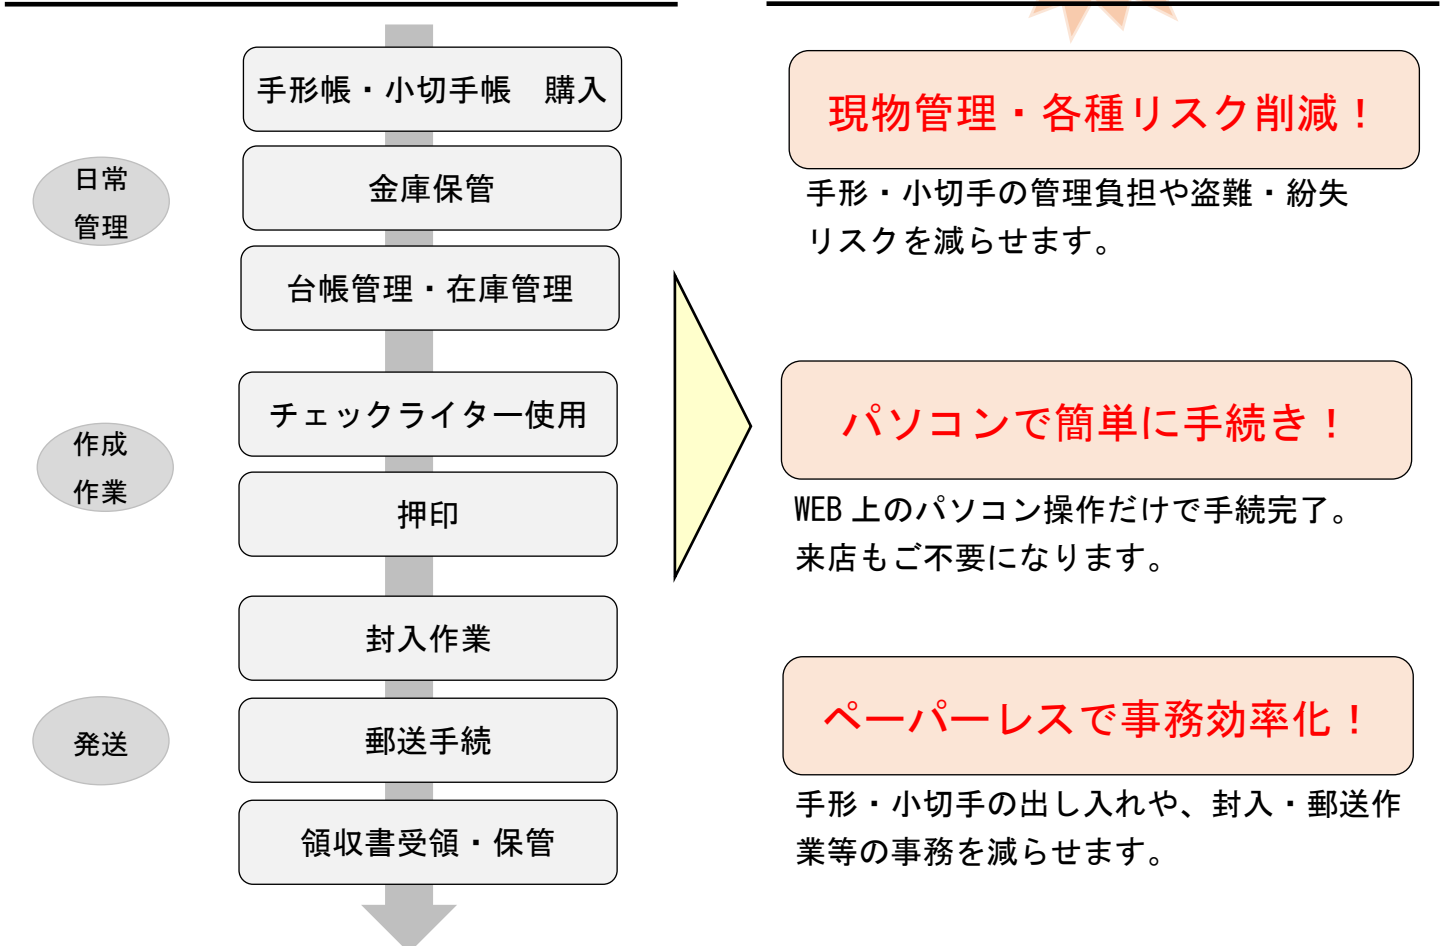 手形帳・小切手帳　購入
日常
管理
金庫保管
台帳管理・在庫管理
チェックライター使用
作成
作業
押印
封入作業
発送
郵送手続
領収書受領・保管
現物管理・各種リスク削減！
手形・小切手の管理負担や盗難・紛失
リスクを減らせます。
パソコンで簡単に手続き！
WEB 上のパソコン操作だけで手続完了。
来店もご不要になります。
ペーパーレスで事務効率化！
手形・小切手の出し入れや、封入・郵送作
業等の事務を減らせます。